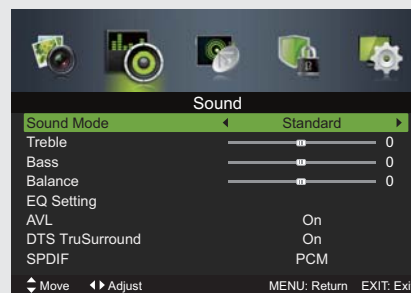 Sound
Sound Mode Standard
Treble 0
Bass 0
Balance 0
EQ Setting
AVL On
DTS TruSurround On
SPDIF PCM
Move Adjust MENU: Return EXIT: Exi